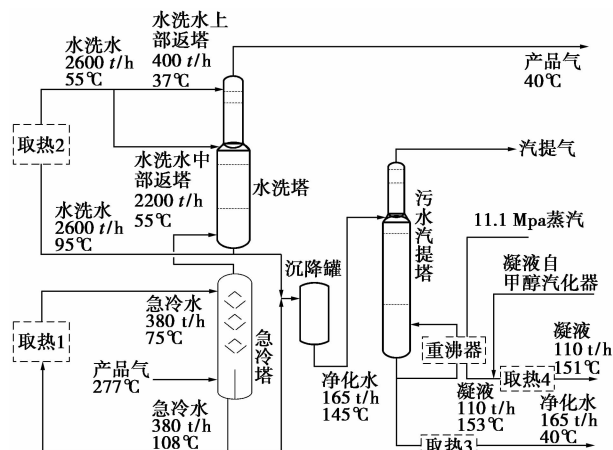 水洗水
2600 t/h
55℃
水洗水上
部返塔
400 t/h
37℃
产品气
40℃
取热2
水洗水中
部返塔
2200 t/h
55℃
水洗塔
汽提气
污水汽提塔
11.1 Mpa蒸汽
水洗水
2600 t/h
95℃
沉降罐
凝液自
甲醇汽化器
急冷水
380 t/h
75℃
急冷塔
取热1
重沸器
凝液
110 t/h
151℃
产品气
277℃
净化水
165 t/h
145℃
凝液
110 t/h
153℃
取热4
净化水
165 t/h
40℃
急冷水
380 t/h
108℃
取热3